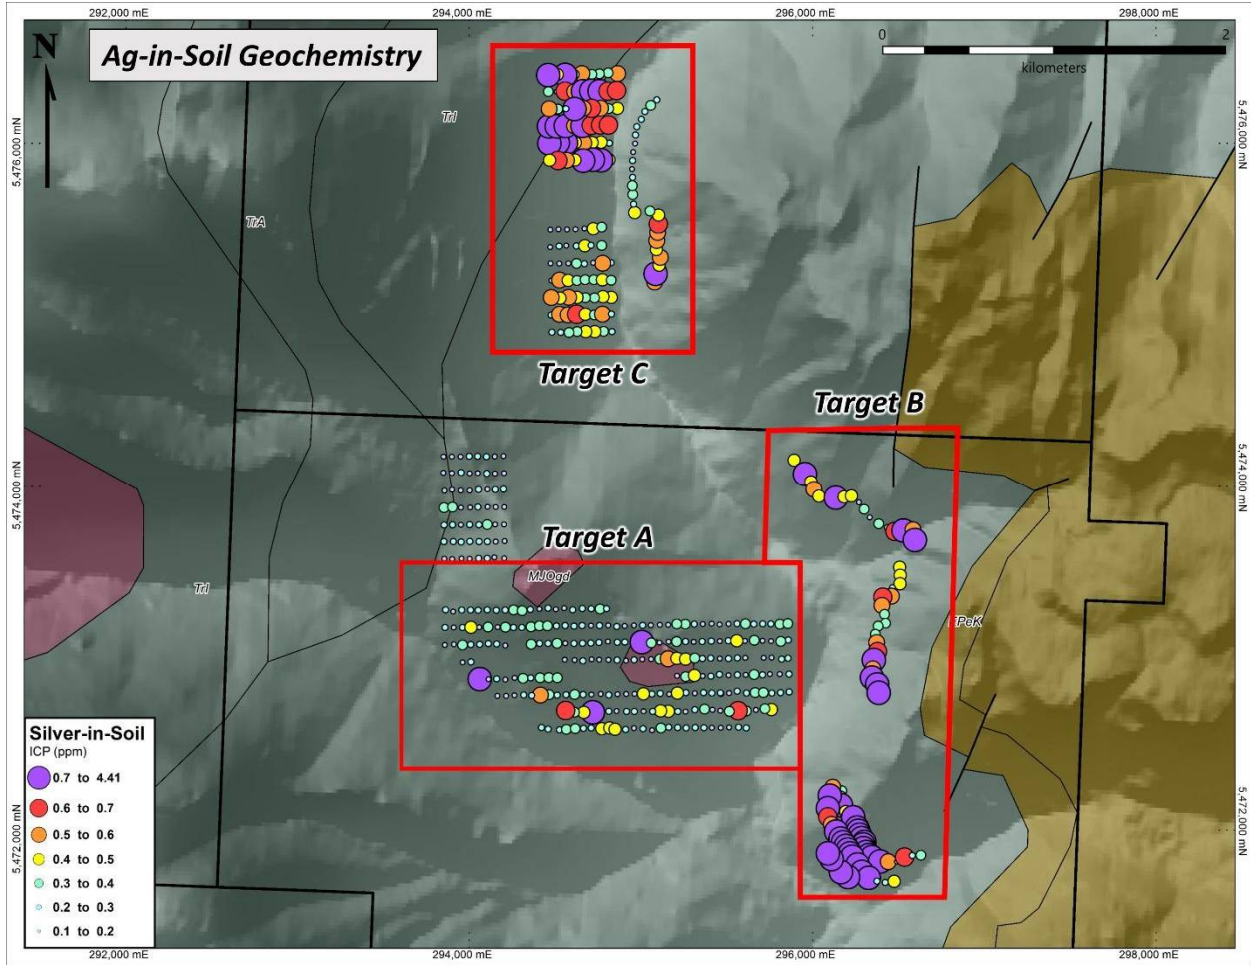 292,000 mE
294,000 mE
296,000 mE
298,000 mE
N
Ag-in-Soil Geochemistry
0
2
kilometers
5,476,000 mN
5,476,000 mN
TrI
TrA
Target C
Target B
5,474,000 mN
5,474,000 mN
Target A
MJOgd
TrI
PeK
Silver-in-Soil
ICP (ppm)
0.7 to 4.41
0.6 to 0.7
0.5 to 0.6
0.4 to 0.5
0.3 to 0.4
0.2 to 0.3
0.1 to 0.2
5,472,000 mN
5,472,000 mN
292,000 mE
294,000 mE
296,000 mE
298,000 mE